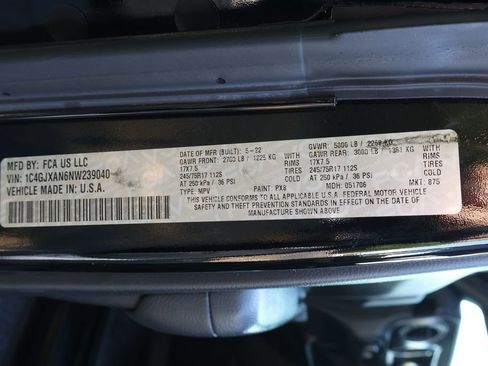 MFD BY: FCA US LLC
VIN: 1C4GJXAN6NW239040
VEHICLE MADE IN: U.S.A.
DATE OF MFR (BUILT): 5-22
GAWR FRONT: 2700 LB / 1225 KG WITH
17X7.5 RIMS
245/75R17 112S TIRES
AT 250 kPa / 36 PSI
TYPE: MPV PAINT: PX8
GVWR: 5000 LB / 2268 KG
GAWR REAR: 3000 LB / 1361 KG WITH
17X7.5 RIMS
245/75R17 112S TIRES
AT 250 kPa / 36 PSI
MDH: 051706 MKT: 875
THIS VEHICLE CONFORMS TO ALL APPLICABLE U.S.A. FEDERAL MOTOR VEHICLE
SAFETY AND THEFT PREVENTION STANDARDS IN EFFECT ON THE DATE OF
MANUFACTURE SHOWN ABOVE.